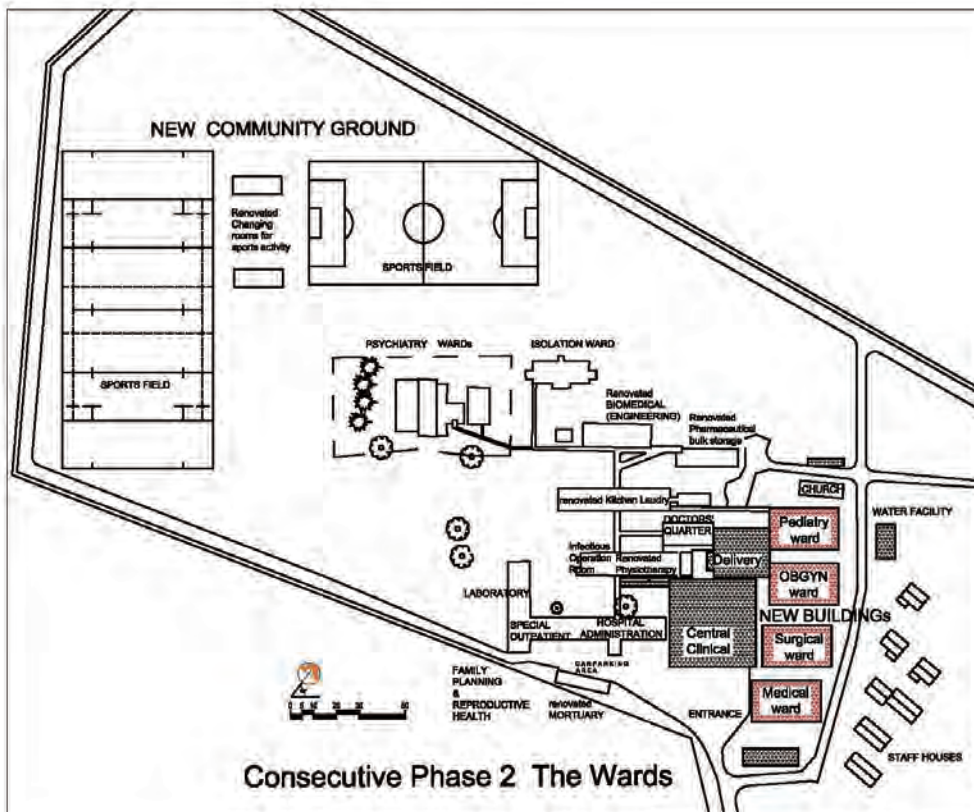 NEW COMMUNITY GROUND
Renovated
Changing
rooms for
sports activity
SPORTS FIELD
SPORTS FIELD
PSYCHIATRY WARDs
ISOLATION WARD
Renovated
BIOMEDICAL
(ENGINEERING)
Renovated
Pharmaceutical
bulk storage
CHURCH
WATER FACILITY
renovated Kitchen Laudry
DOCTORS'
QUARTER
Pediatry
ward
Infectious
Operation
Room
Renovated
Physiotherapy
Delivery
OBGYN
ward
LABORATORY
NEW BUILDINGs
SPECIAL
OUTPATIENT
HOSPITAL
ADMINISTRATION
Central
Clinical
Surgical
ward
CARPARKING
AREA
FAMILY
PLANNING
&
REPRODUCTIVE
HEALTH
renovated
MORTUARY
ENTRANCE
Medical
ward
STAFF HOUSES
Consecutive Phase 2 The Wards